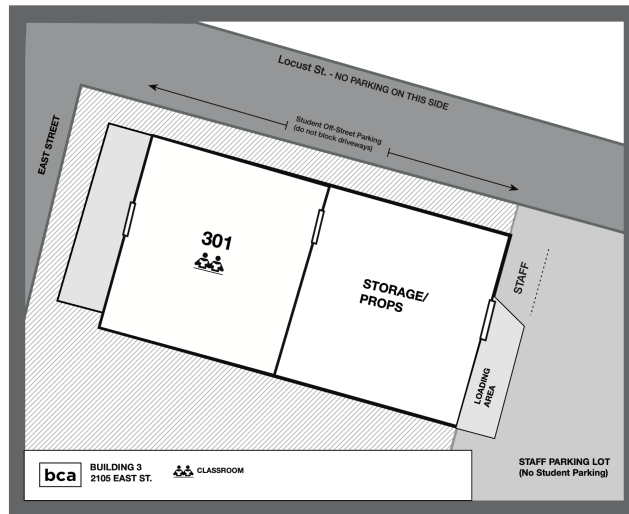 Locust St. - NO PARKING ON THIS SIDE
Student Off-Street Parking
(do not block driveways)
EAST STREET
301
STORAGE/
PROPS
STAFF
LOADING
AREA
bca
BUILDING 3
2105 EAST ST.
CLASSROOM
STAFF PARKING LOT
(No Student Parking)